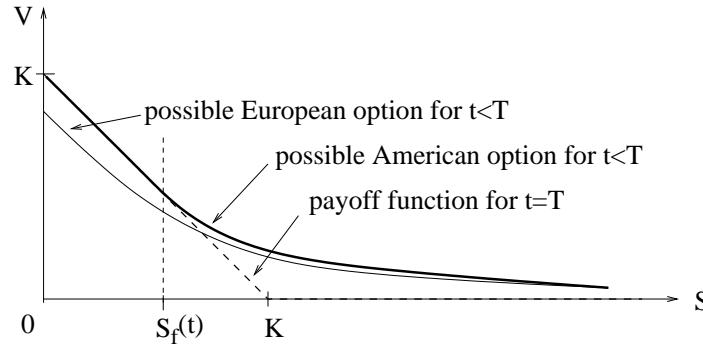 V
K
possible European option for t<T
possible American option for t<T
payoff function for t=T
0
S_f(t)
K
S